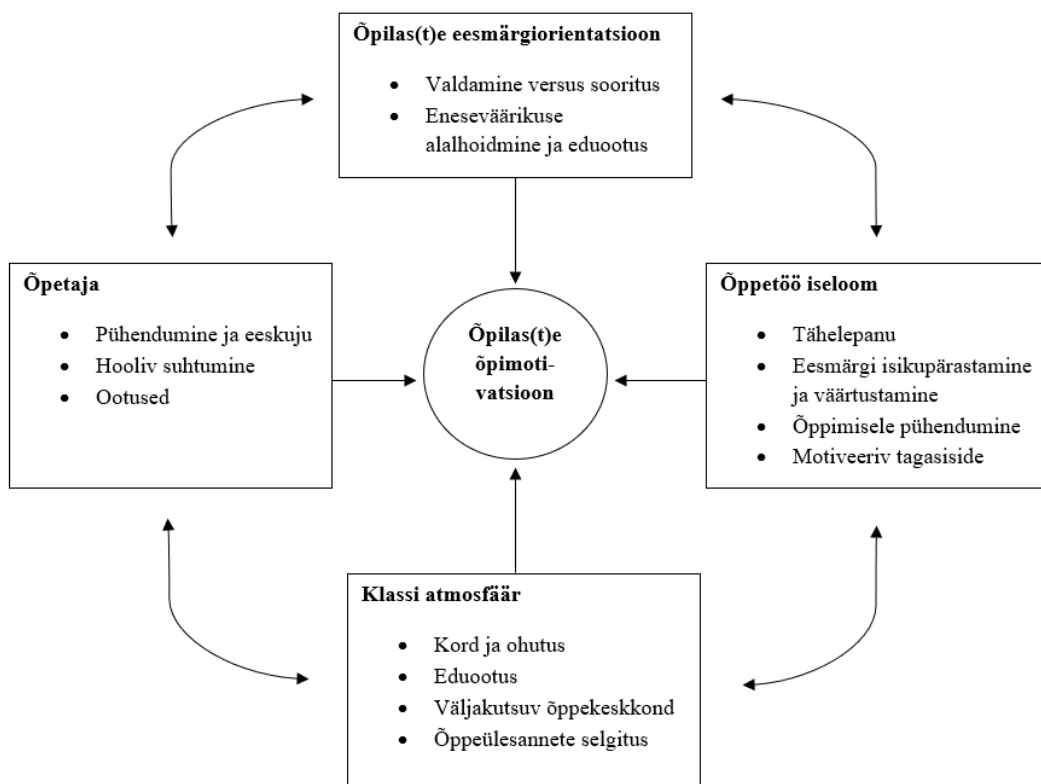 Õpilas(t)e eesmärgiorientatsioon
• Valdamine versus sooritus
• Eneseväärikuse
alalhoidmine ja eduootus
Õpetaja
• Pühendumine ja eeskuju
• Hooliv suhtumine
• Ootused
Õpilas(t)e
õpimoti-
vatsioon
Õppetöö iseloom
• Tähelepanu
• Eesmärgi isikupärastamine
ja väärtustamine
• Õppimisele pühendumine
• Motiveeriv tagasiside
Klassi atmosfäär
• Kord ja ohutus
• Eduootus
• Väljakutsuv õppekeskkond
• Õppeülesannete selgitus